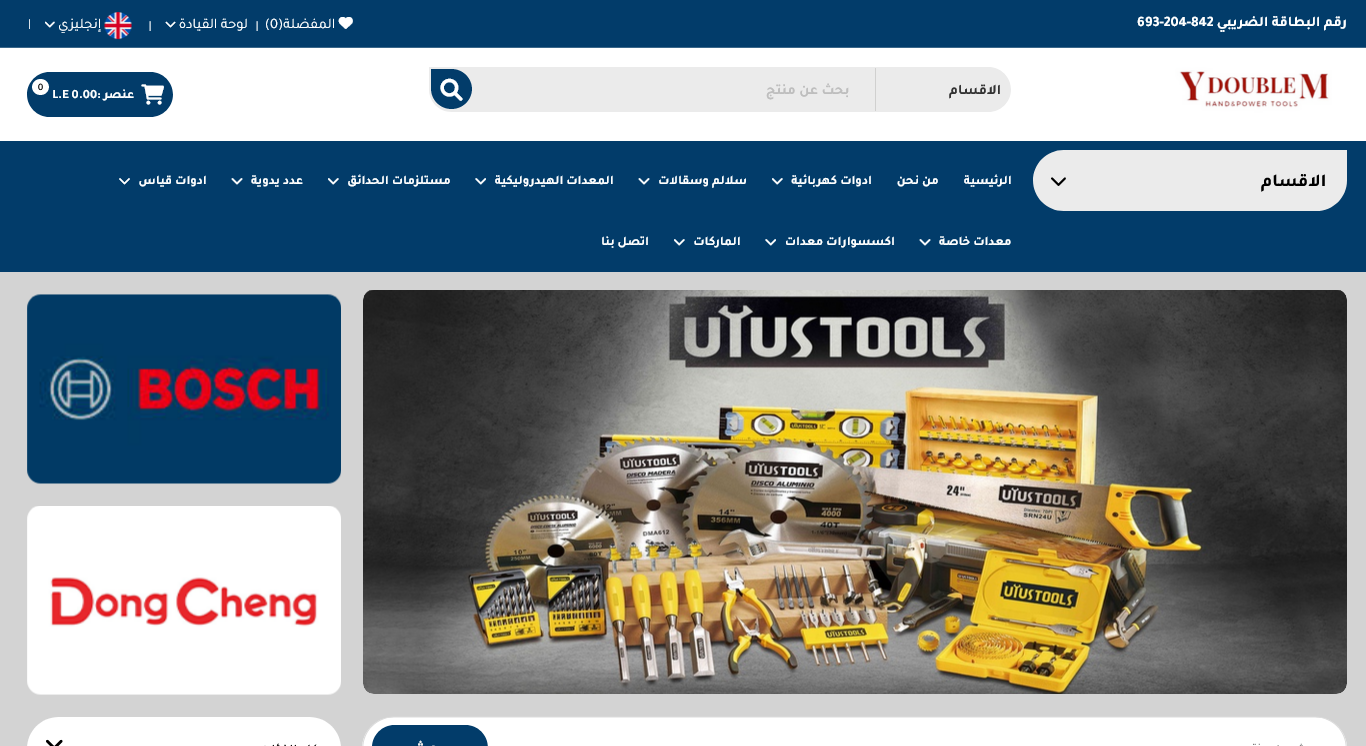 رقم البطاقة الضريبي 842-204-693
المفضلة(0)
|
لوحة القيادة
|
إنجليزي
|
Y DOUBLE M
HAND&POWER TOOLS
الاقسام
بحث عن منتج
عنصر :0.00 L.E
0
الاقسام
الرئيسية
من نحن
ادوات كهربائية
سلالم وسقالات
المعدات الهيدروليكية
مستلزمات الحدائق
عدد يدوية
ادوات قياس
معدات خاصة
اكسسوارات معدات
الماركات
اتصل بنا
UYUSTOOLS
UYUSTOOLS
DISCO MADERA
UYUSTOOLS
DISCO ALUMINIO
14"
356MM
4000
40T
DMA612
UYUSTOOLS
24"
UYUSTOOLS
SRN24U
UYUSTOOLS
UYUSTOOLS
BOSCH
DongCheng